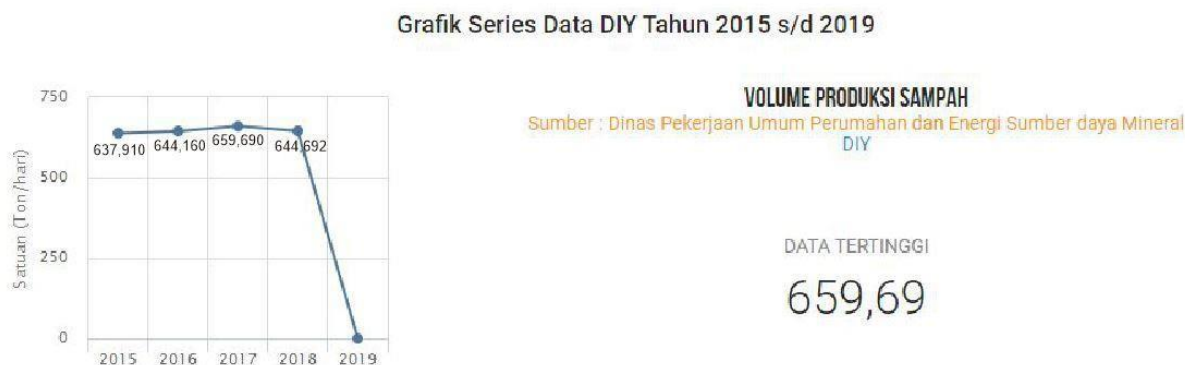 Grafik Series Data DIY Tahun 2015 s/d 2019
750
500
250
0
Satuan (Ton/hari)
637,910 644,160 659,690 644,692
2015 2016 2017 2018 2019
VOLUME PRODUKSI SAMPAH
Sumber : Dinas Pekerjaan Umum Perumahan dan Energi Sumber daya Mineral
DIY
DATA TERTINGGI
659,69